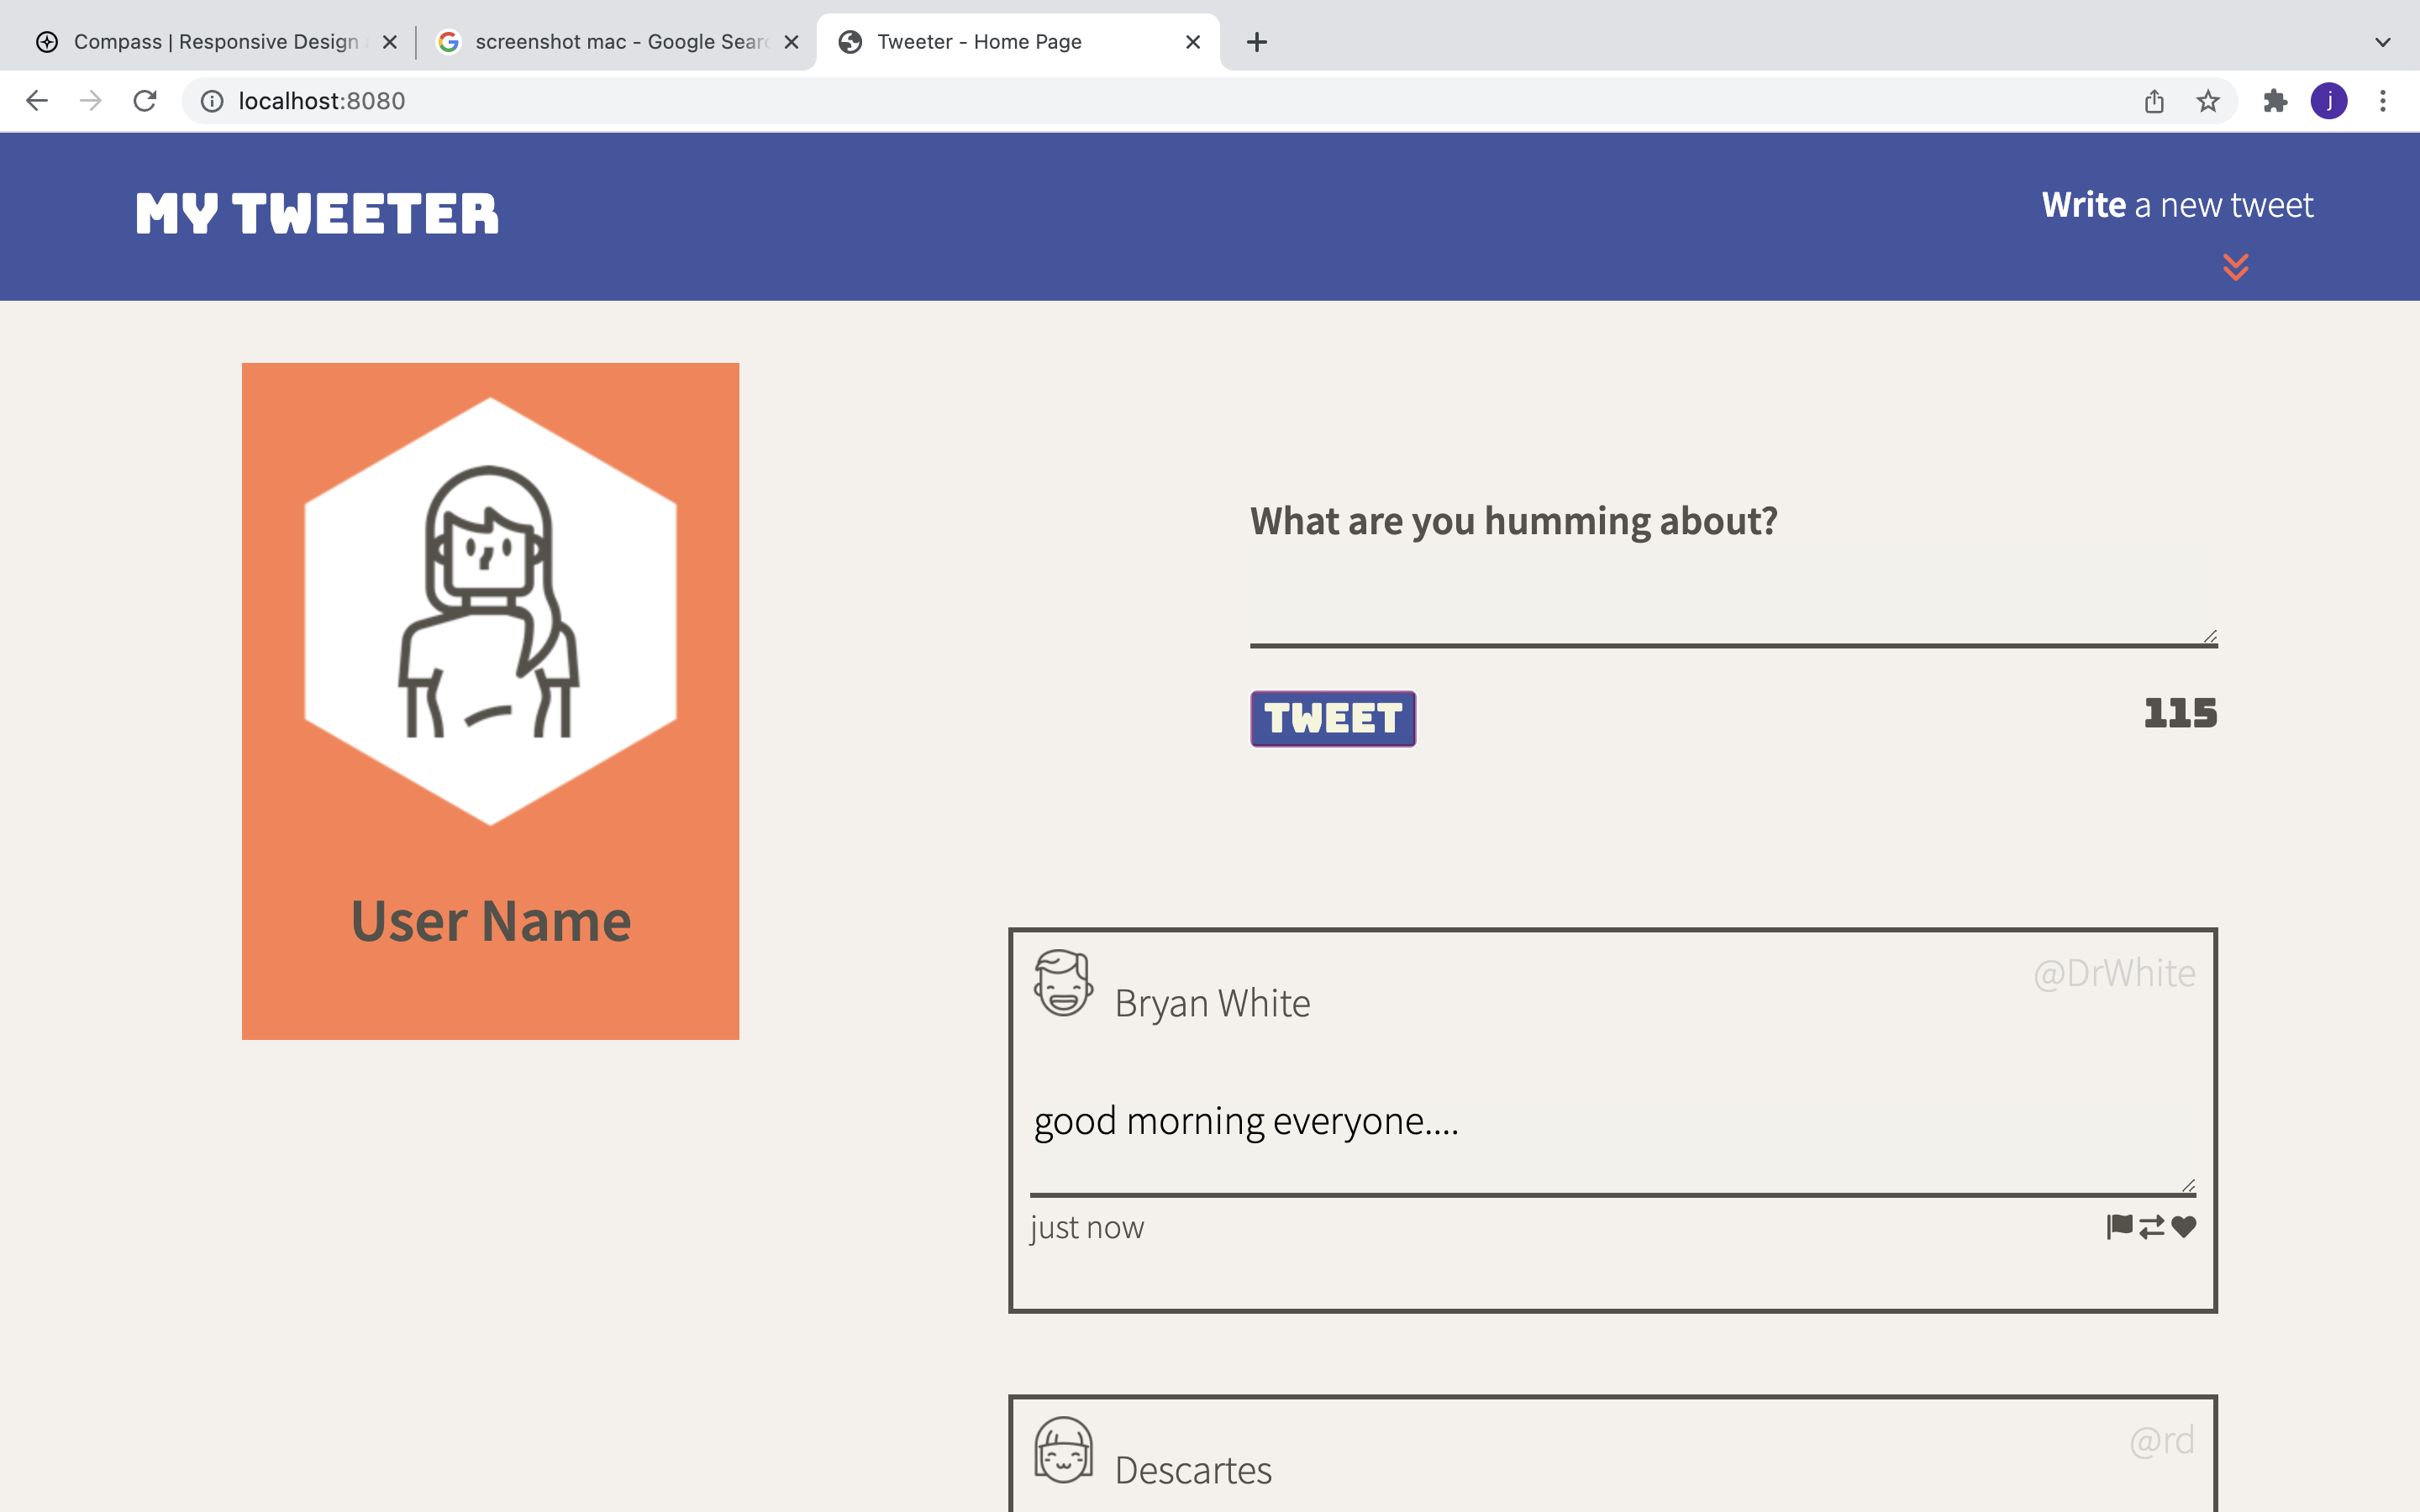 Compass | Responsive Design
screenshot mac - Google Sear
Tweeter - Home Page
localhost:8080
j
MY TWEETER
Write a new tweet
What are you humming about?
TWEET
115
User Name
Bryan White
@DrWhite
good morning everyone....
just now
Descartes
@rd